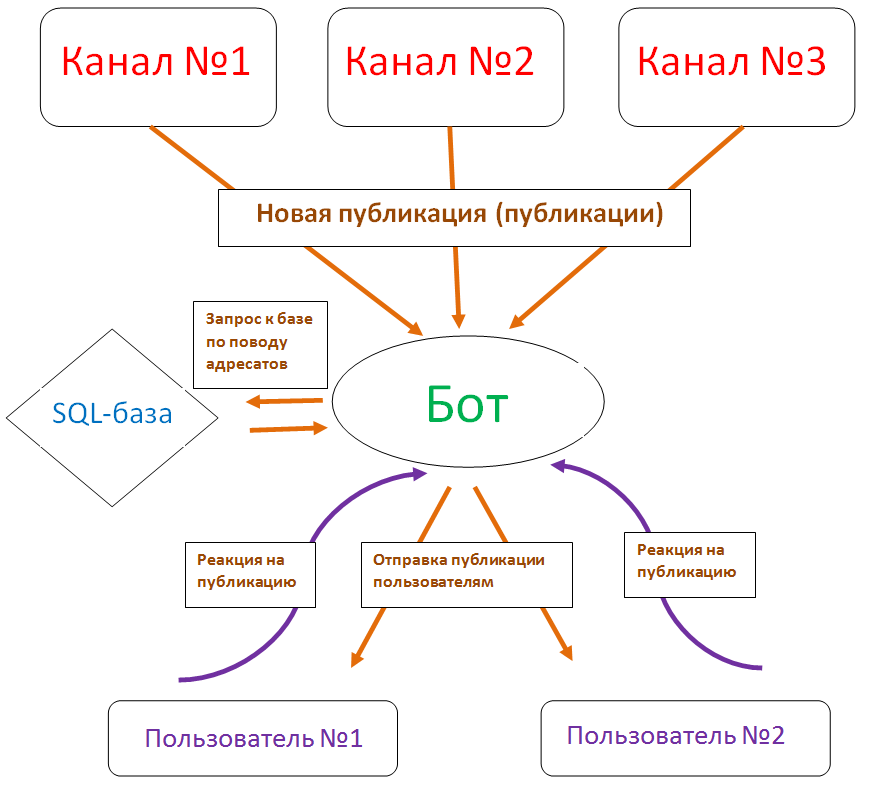 Канал №1
Канал №2
Канал №3
Новая публикация (публикации)
Запрос к базе
по поводу
адресатов
SQL-база
Бот
Реакция на
публикацию
Отправка публикации
пользователям
Реакция на
публикацию
Пользователь №1
Пользователь №2